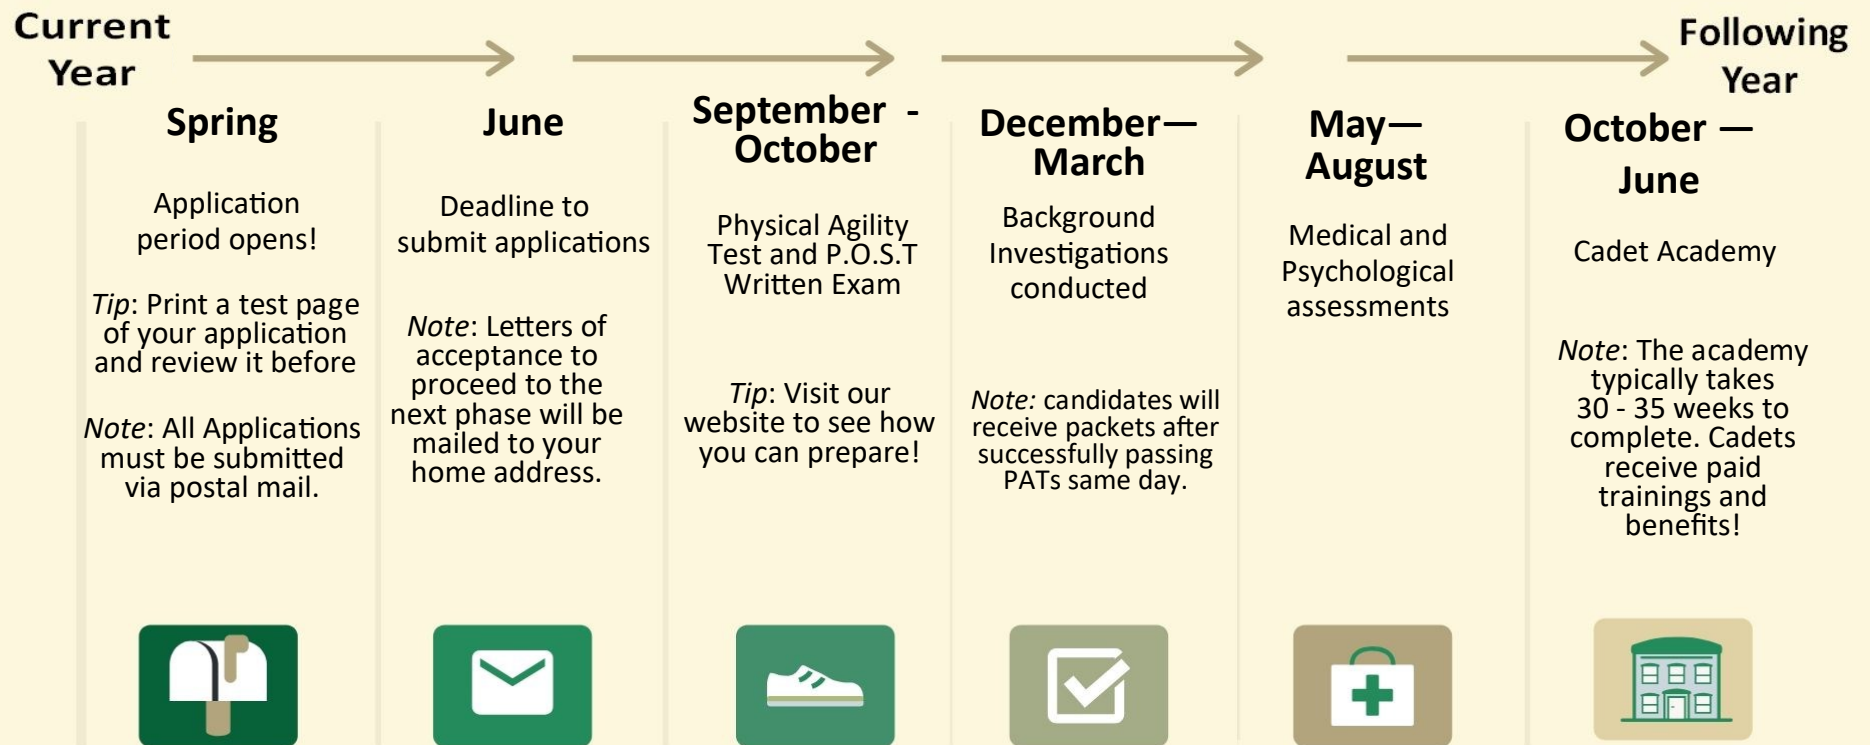 Current
Year
Following
Year
Spring
Application
period opens!
Tip: Print a test page
of your application
and review it before
Note: All Applications
must be submitted
via postal mail.
June
Deadline to
submit applications
Note: Letters of
acceptance to
proceed to the
next phase will be
mailed to your
home address.
September -
October
Physical Agility
Test and P.O.S.T
Written Exam
Tip: Visit our
website to see how
you can prepare!
December—
March
Background
Investigations
conducted
Note: candidates will
receive packets after
successfully passing
PATs same day.
May—
August
Medical and
Psychological
assessments
October —
June
Cadet Academy
Note: The academy
typically takes
30 - 35 weeks to
complete. Cadets
receive paid
trainings and
benefits!